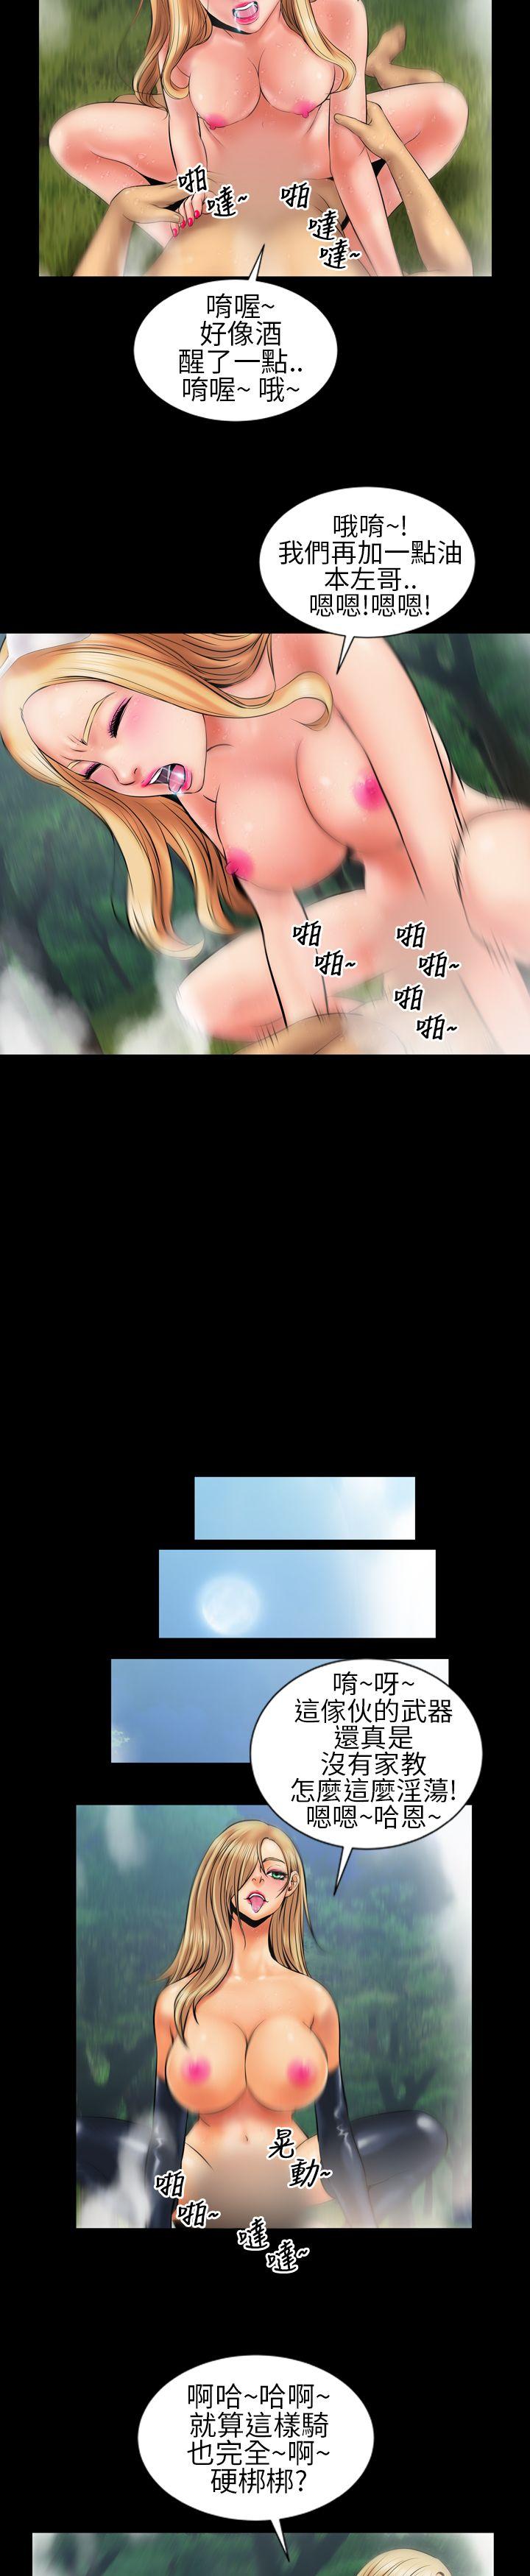 啪
噠~
啪
噠
噠~
唷喔~
好像酒
醒了一點..
唷喔~ 哦~
哦唷~!
我們再加一點油
本左哥..
嗯嗯!嗯嗯!
啪
啪~
啪
啪~
啪
啪~
唷~呀~
這傢伙的武器
還真是
沒有家教
怎麼這麼淫蕩!
嗯嗯~哈恩~
晃
動~
啪
啪~
噠
噠~
啊哈~哈啊~
就算這樣騎
也完全~啊~
硬梆梆?